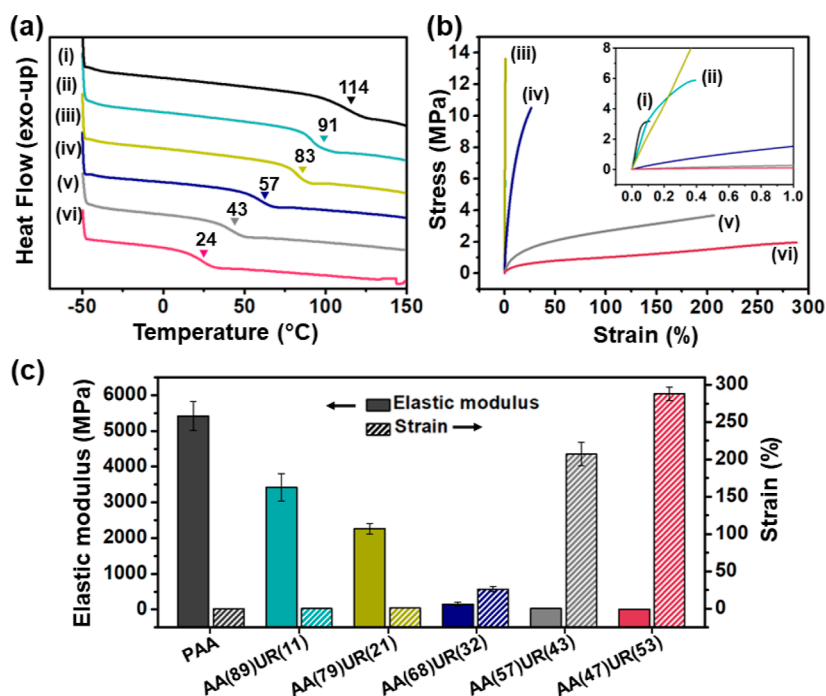 (a)
(i)
(ii)
(iii)
(iv)
(v)
(vi)
114
91
83
57
43
24
Heat Flow (exo-up)
-50
0
50
100
150
Temperature (°C)
(b)
14
12
10
8
6
4
2
0
Stress (MPa)
(iii)
(iv)
(v)
(vi)
0
50
100
150
200
250
300
Strain (%)
8
6
4
2
0
(i)
(ii)
0.0
0.2
0.4
0.6
0.8
1.0
(c)
Elastic modulus (MPa)
6000
5000
4000
3000
2000
1000
0
Elastic modulus
Strain
300
250
200
150
100
50
0
Strain (%)
PAA
AA(89)UR(11)
AA(79)UR(21)
AA(68)UR(32)
AA(57)UR(43)
AA(47)UR(53)